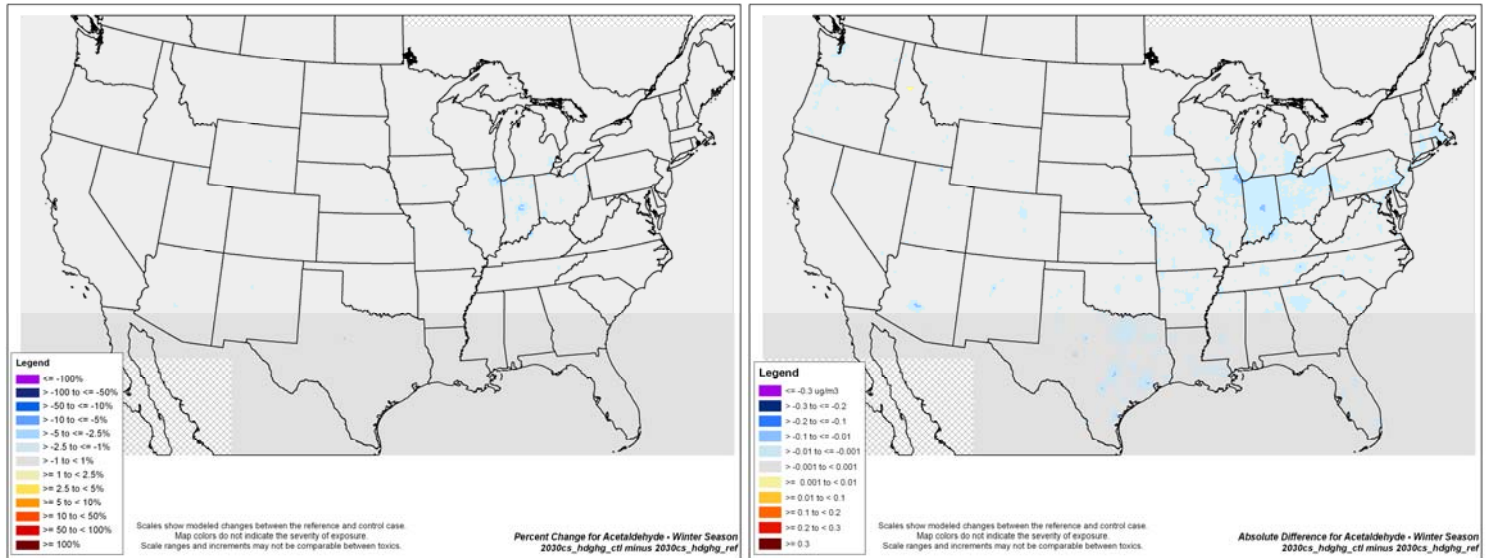 Legend
<= -100%
> -100 to <= -50%
> -50 to <= -10%
> -10 to <= -5%
> -5 to <= -2.5%
> -2.5 to <= -1%
> -1 to < 1%
>= 1 to < 2.5%
>= 2.5 to < 5%
>= 5 to < 10%
>= 10 to < 50%
>= 50 to < 100%
>= 100%
Scales show modeled changes between the reference and control case.
Map colors do not indicate the severity of exposure.
Scale ranges and increments may not be comparable between toxics.
Percent Change for Acetaldehyde - Winter Season
2030cs_hdghg_ctl minus 2030cs_hdghg_ref
Legend
<= -0.3 ug/m3
> -0.3 to <= -0.2
> -0.2 to <= -0.1
> -0.1 to <= -0.01
> -0.01 to <= -0.001
> -0.001 to < 0.001
>= 0.001 to < 0.01
>= 0.01 to < 0.1
>= 0.1 to < 0.2
>= 0.2 to < 0.3
>= 0.3
Scales show modeled changes between the reference and control case.
Map colors do not indicate the severity of exposure.
Scale ranges and increments may not be comparable between toxics.
Absolute Difference for Acetaldehyde - Winter Season
2030cs_hdghg_ctl minus 2030cs_hdghg_ref